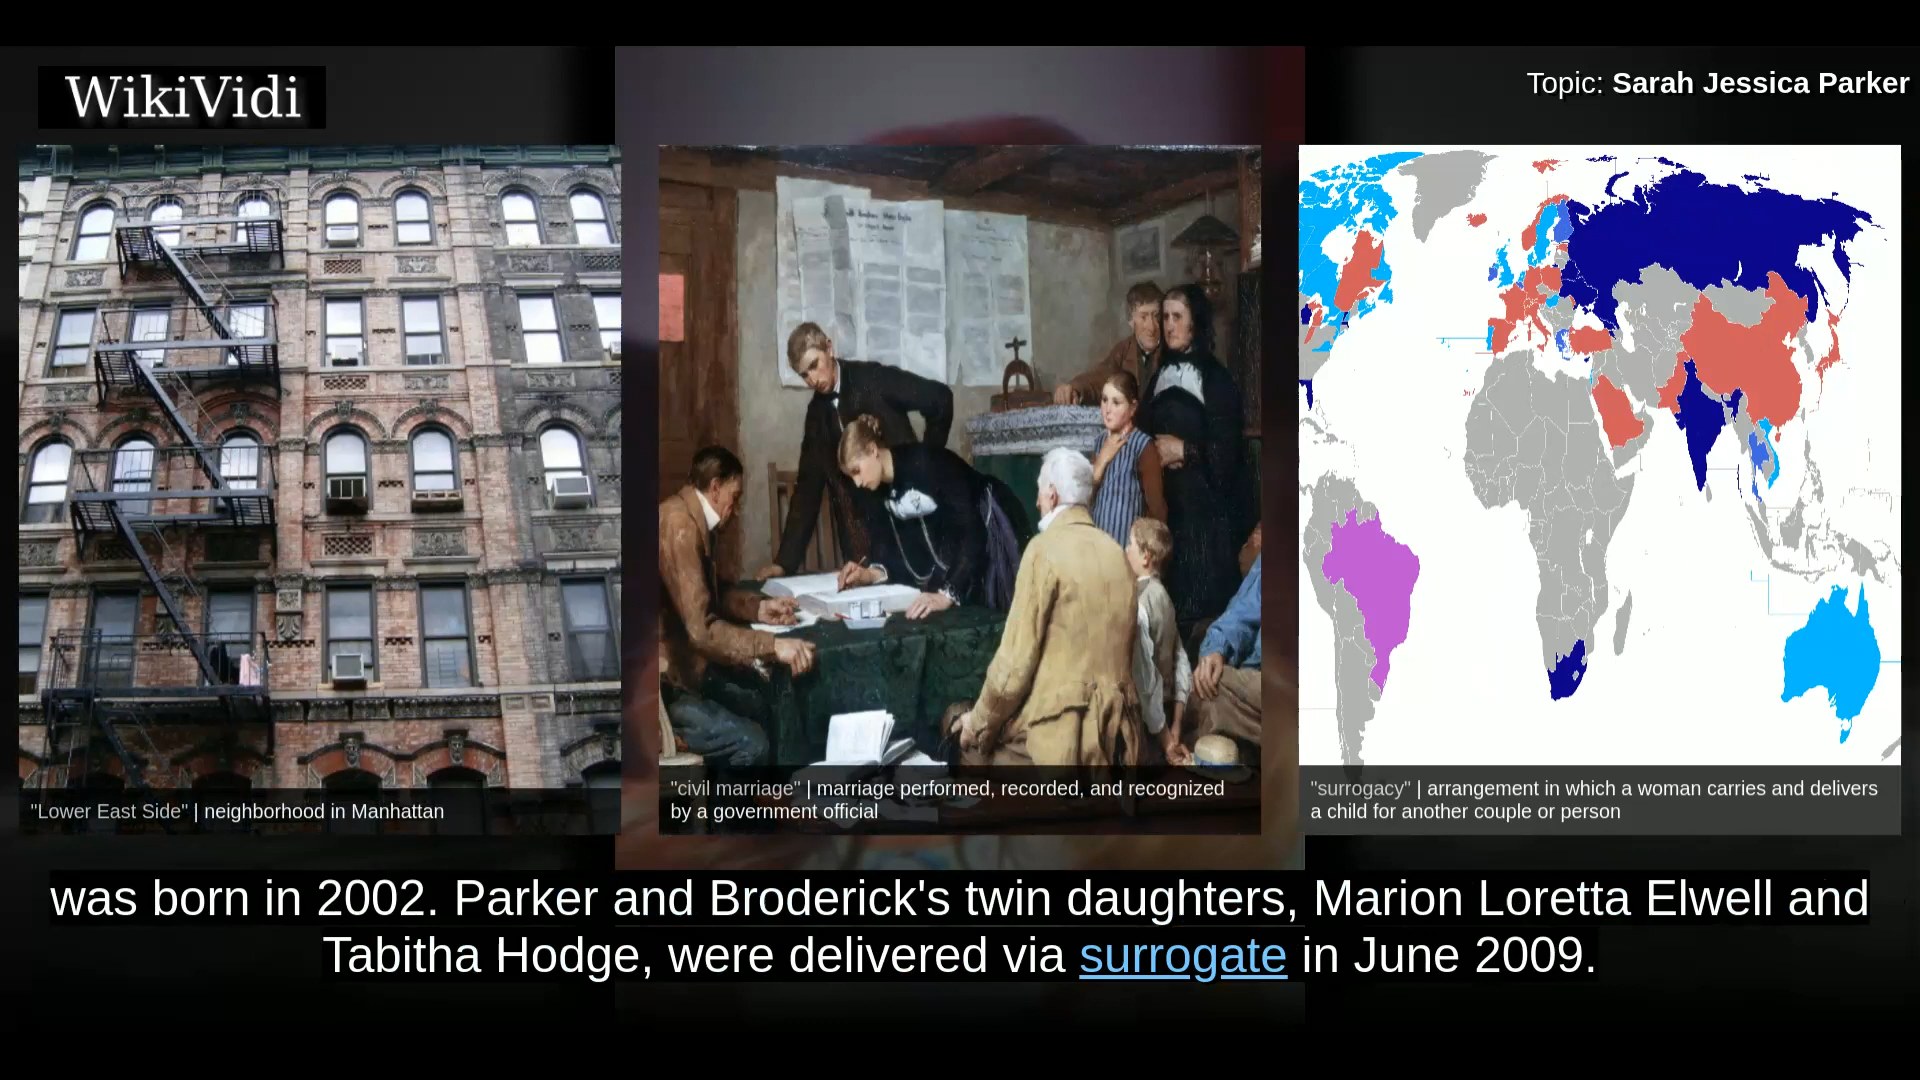 WikiVidi
Topic: Sarah Jessica Parker
"Lower East Side" | neighborhood in Manhattan
"civil marriage" | marriage performed, recorded, and recognized
by a government official
"surrogacy" | arrangement in which a woman carries and delivers
a child for another couple or person
was born in 2002. Parker and Broderick's twin daughters, Marion Loretta Elwell and
Tabitha Hodge, were delivered via surrogate in June 2009.